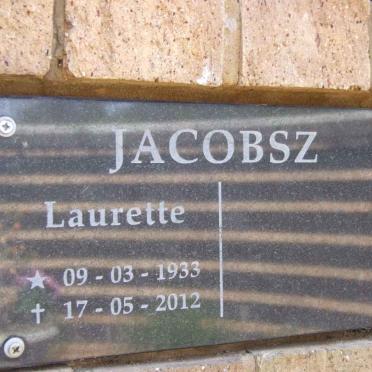 JACOBSZ
Laurette
★ 09 - 03 - 1933
✝ 17 - 05 - 2012